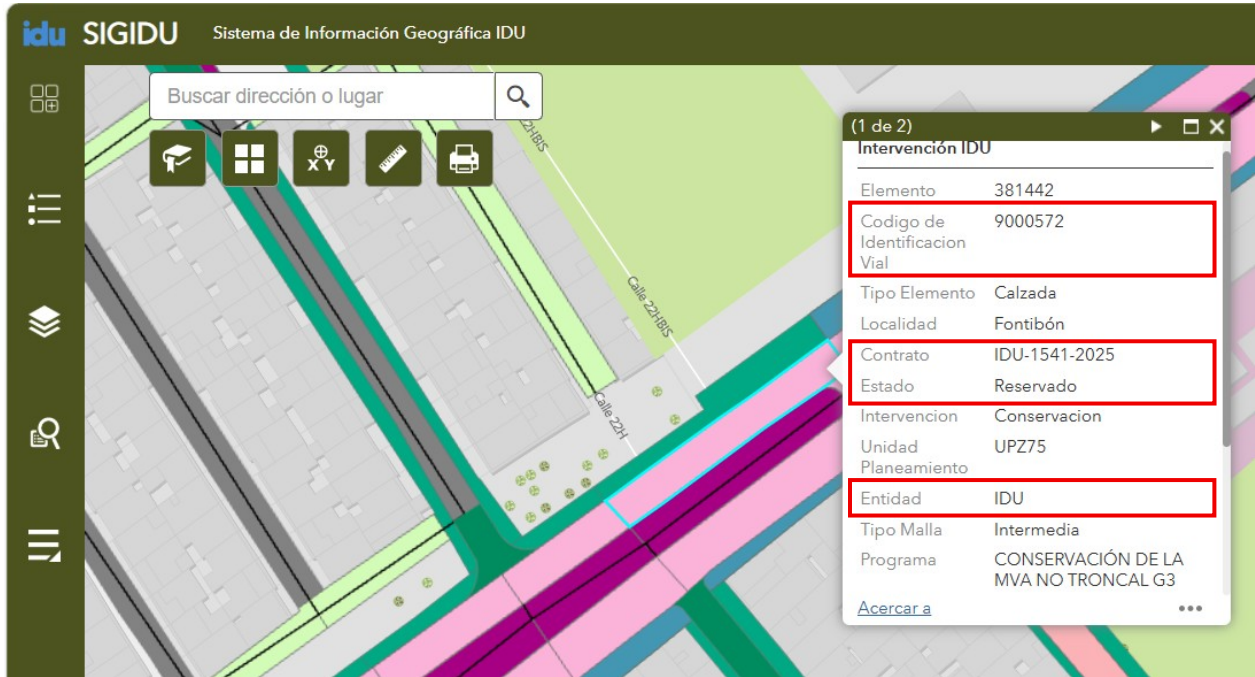 idu SIGIDU Sistema de Información Geográfica IDU
Buscar dirección o lugar
22HBIS
X Y
Calle 22HBIS
Calle 22H
(1 de 2)
Intervención IDU
Elemento 381442
Codigo de Identificacion Vial 9000572
Tipo Elemento Calzada
Localidad Fontibón
Contrato IDU-1541-2025
Estado Reservado
Intervencion Conservacion
Unidad Planeamiento UPZ75
Entidad IDU
Tipo Malla Intermedia
Programa CONSERVACIÓN DE LA
MVA NO TRONCAL G3
Acercar a